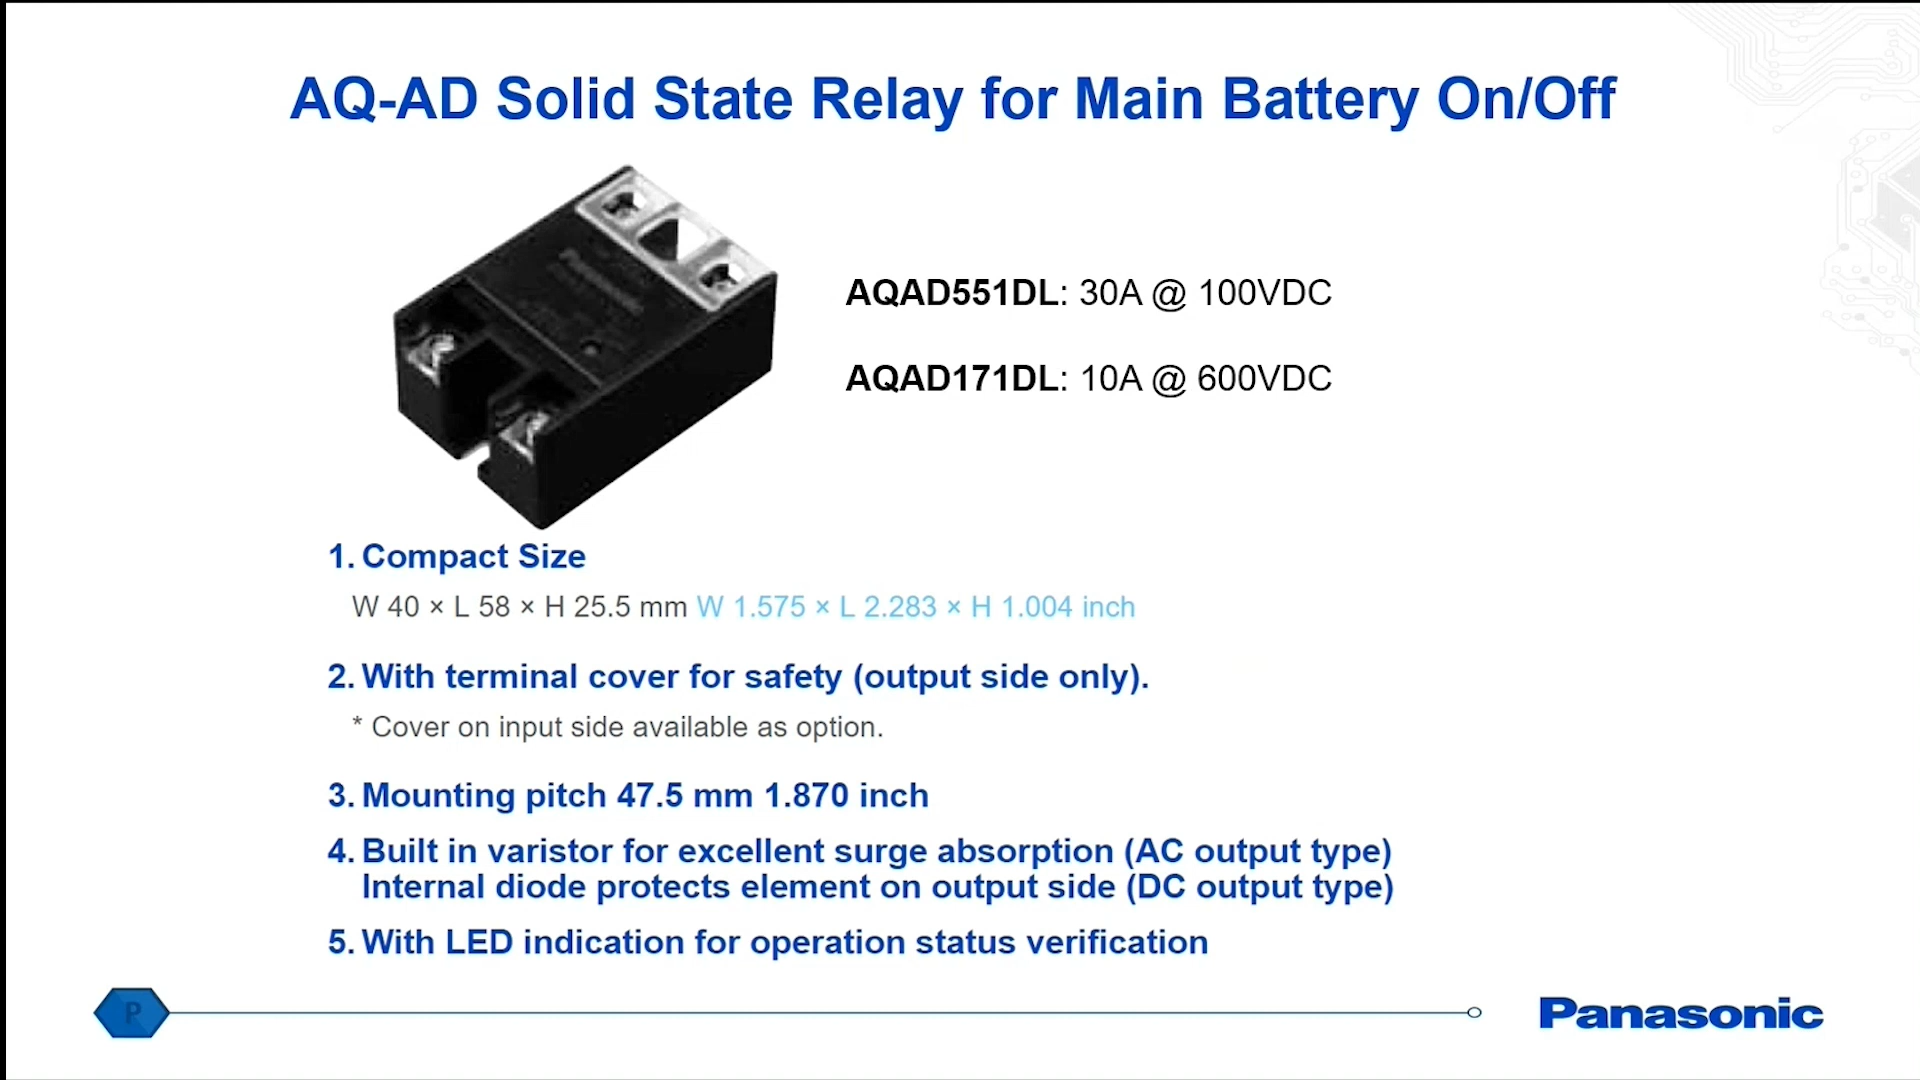 AQ-AD Solid State Relay for Main Battery On/Off
Panasonic
AQAD551DL: 30A @ 100VDC
AQAD171DL: 10A @ 600VDC
1. Compact Size
W 40 × L 58 × H 25.5 mm W 1.575 × L 2.283 × H 1.004 inch
2. With terminal cover for safety (output side only).
* Cover on input side available as option.
3. Mounting pitch 47.5 mm 1.870 inch
4. Built in varistor for excellent surge absorption (AC output type)
Internal diode protects element on output side (DC output type)
5. With LED indication for operation status verification
P
Panasonic